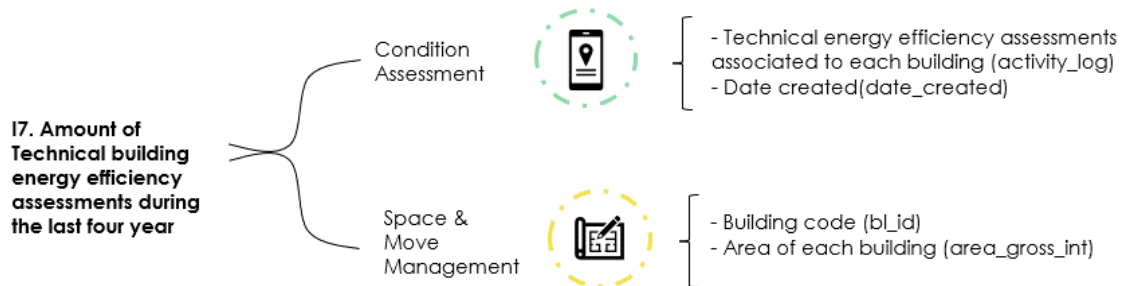 I7. Amount of
Technical building
energy efficiency
assessments during
the last four year
Condition
Assessment
- Technical energy efficiency assessments
associated to each building (activity_log)
- Date created(date_created)
Space &
Move
Management
- Building code (bl_id)
- Area of each building (area_gross_int)